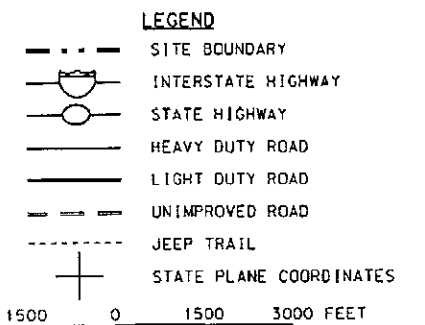 LEGEND
SITE BOUNDARY
INTERSTATE HIGHWAY
STATE HIGHWAY
HEAVY DUTY ROAD
LIGHT DUTY ROAD
UNIMPROVED ROAD
JEEP TRAIL
STATE PLANE COORDINATES
1500 0 1500 3000 FEET